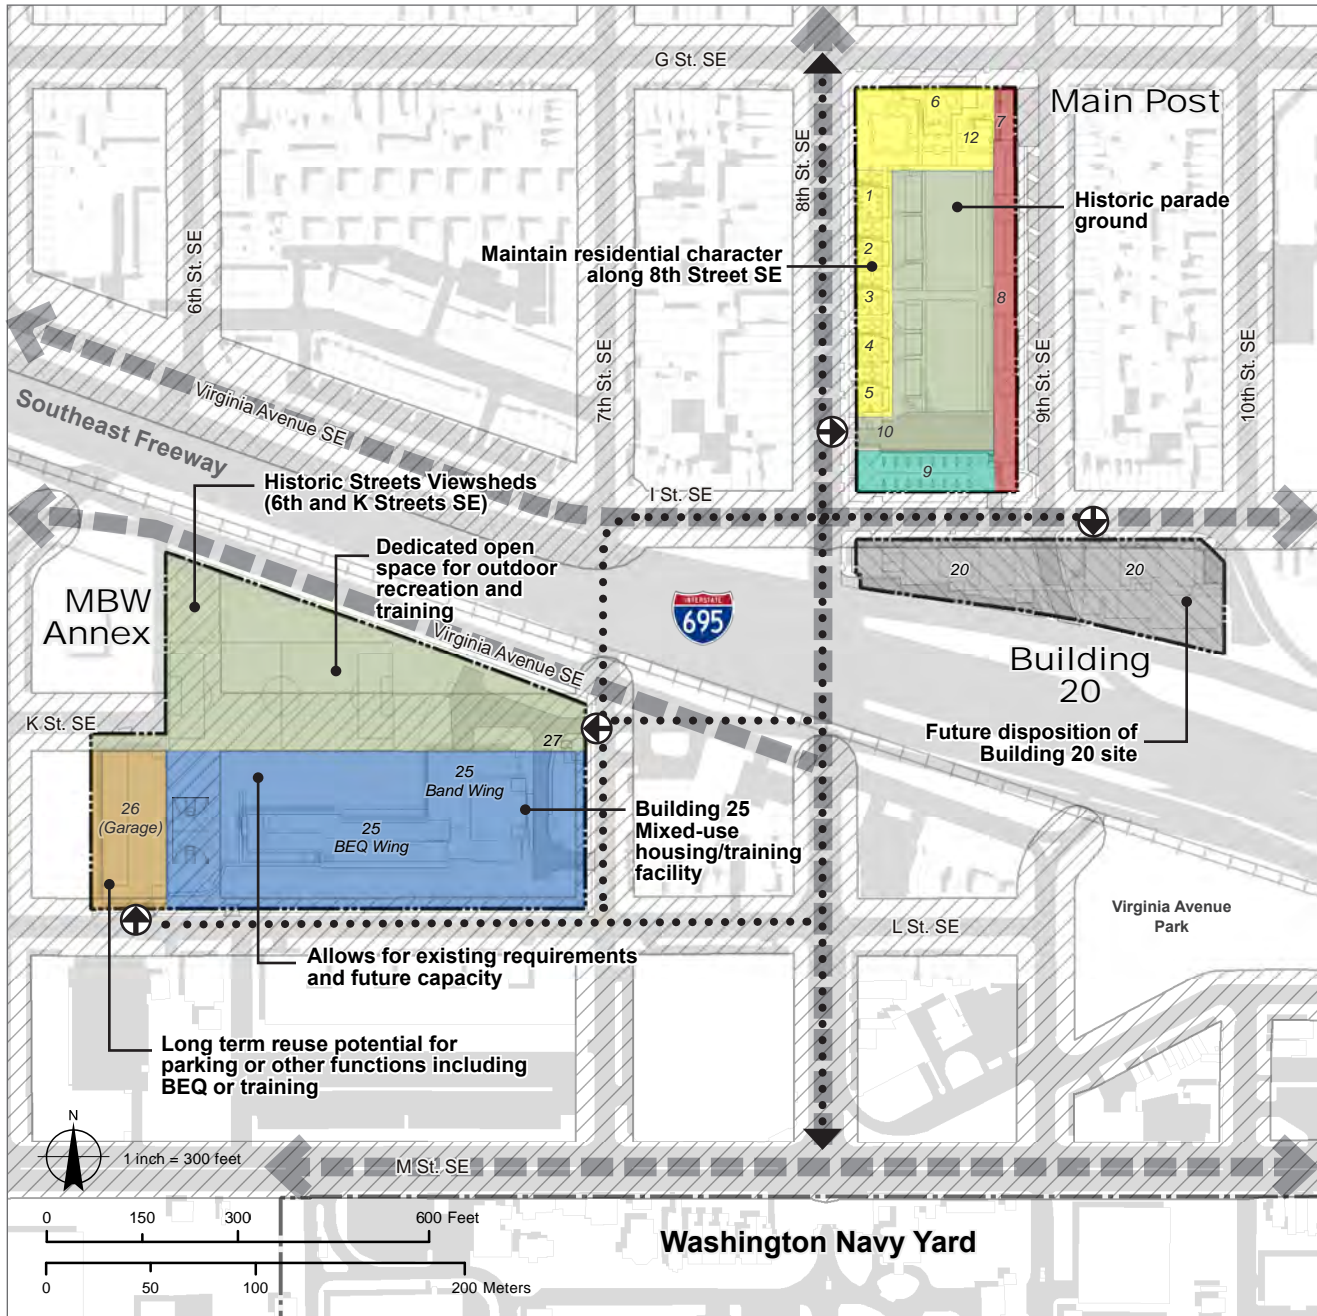 G St. SE
Main Post
6
7
12
8th St. SE
Historic parade
ground
1
Maintain residential character
along 8th Street SE
2
3
8
6th St. SE
4
5
7th St. SE
9th St. SE
10th St. SE
Virginia Avenue SE
Southeast Freeway
10
9
Historic Streets Viewsheds
(6th and K Streets SE)
I St. SE
Dedicated open
space for outdoor
recreation and
training
20
20
MBW
Annex
INTERSTATE
695
Virginia Avenue SE
Building
20
K St. SE
27
Future disposition of
Building 20 site
25
Band Wing
26
(Garage)
25
BEQ Wing
Building 25
Mixed-use
housing/training
facility
Virginia Avenue
Park
L St. SE
Allows for existing requirements
and future capacity
Long term reuse potential for
parking or other functions including
BEQ or training
N
1 inch = 300 feet
M St. SE
0 150 300 600 Feet
Washington Navy Yard
0 50 100 200 Meters